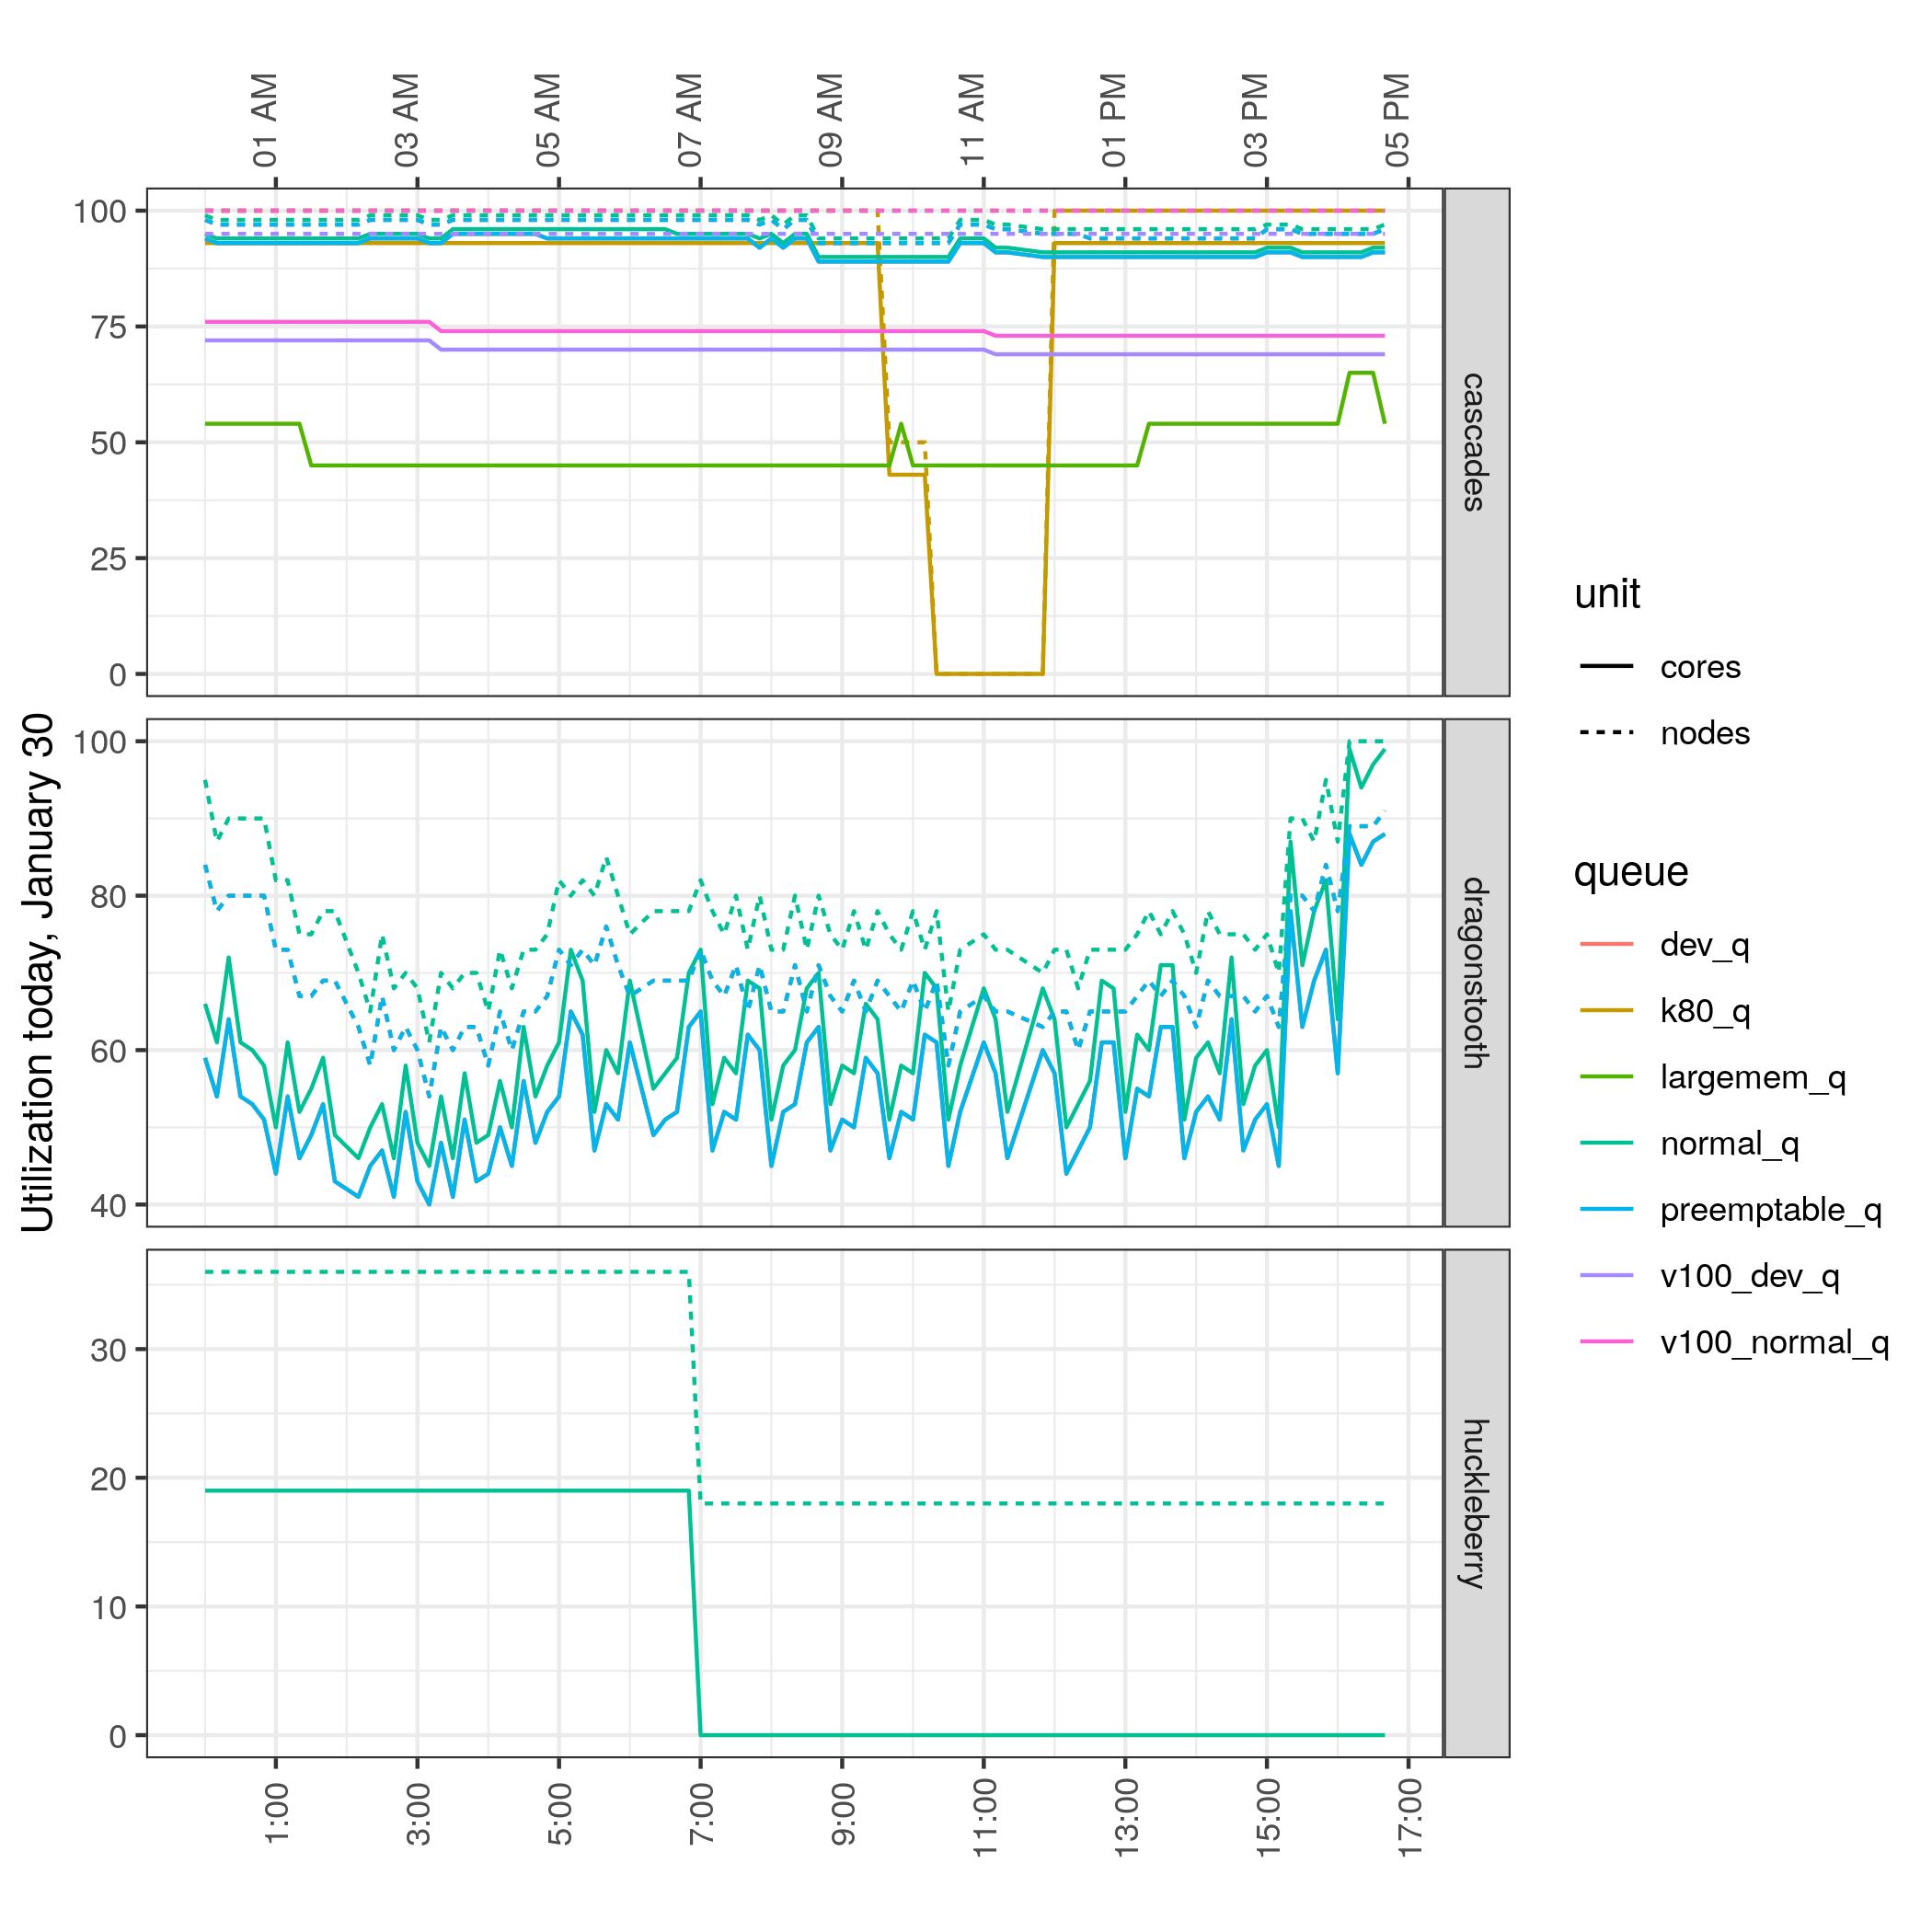 01 AM
03 AM
05 AM
07 AM
09 AM
11 AM
01 PM
03 PM
05 PM
Utilization today, January 30
100
75
50
25
0
cascades
100
80
60
40
dragonstooth
30
20
10
0
huckleberry
1:00
3:00
5:00
7:00
9:00
11:00
13:00
15:00
17:00
unit
cores
nodes
queue
dev_q
k80_q
largemem_q
normal_q
preemptable_q
v100_dev_q
v100_normal_q